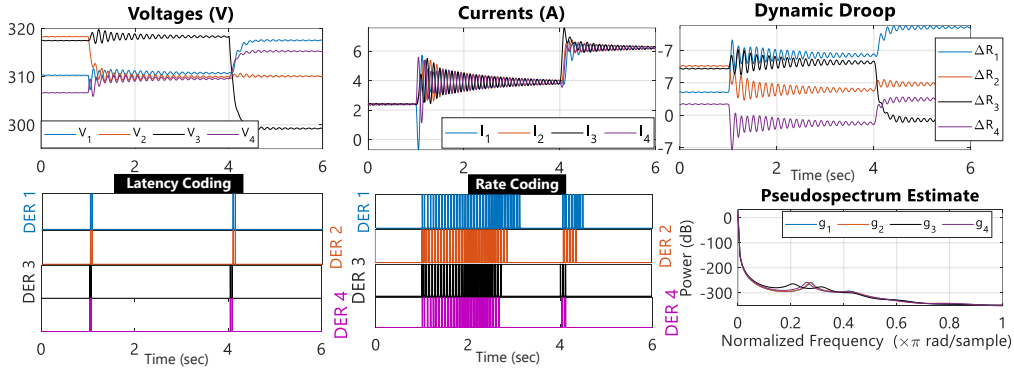 Voltages (V)
320
310
300
V1 V2 V3 V4
0 2 4 6
Currents (A)
6
4
2
0
I1 I2 I3 I4
0 2 4 6
Dynamic Droop
-7
7
0
-7
ΔR1
ΔR2
ΔR3
ΔR4
0 2 4 6
Time (sec)
Latency Coding
DER 1
DER 2
DER 3
DER 4
0 2 4 6
Time (sec)
Rate Coding
DER 1
DER 2
DER 3
DER 4
0 2 4 6
Time (sec)
Pseudospectrum Estimate
Power (dB)
0
-100
-200
-300
g1 g2 g3 g4
0 0.2 0.4 0.6 0.8 1
Normalized Frequency (×π rad/sample)